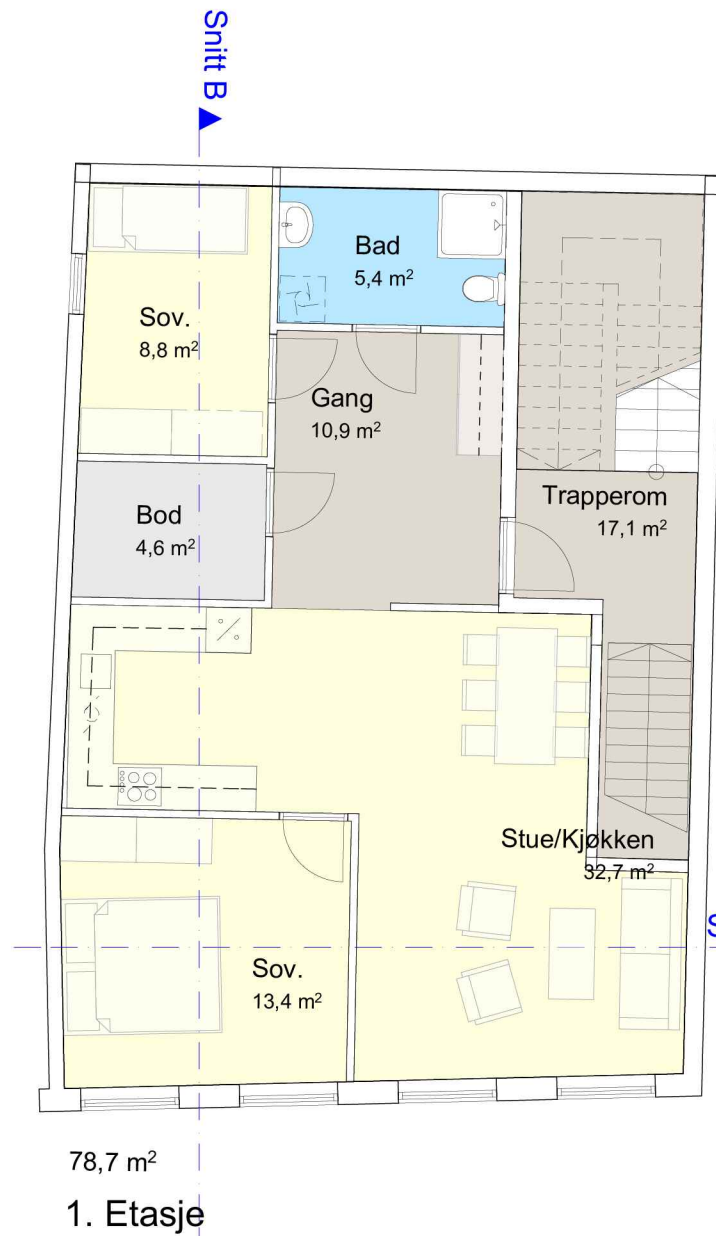 Snitt B
Bad
5,4 m²
Sov.
8,8 m²
Gang
10,9 m²
Trapperom
17,1 m²
Bod
4,6 m²
Stue/Kjøkken
32,7 m²
S
Sov.
13,4 m²
78,7 m²
1. Etasje